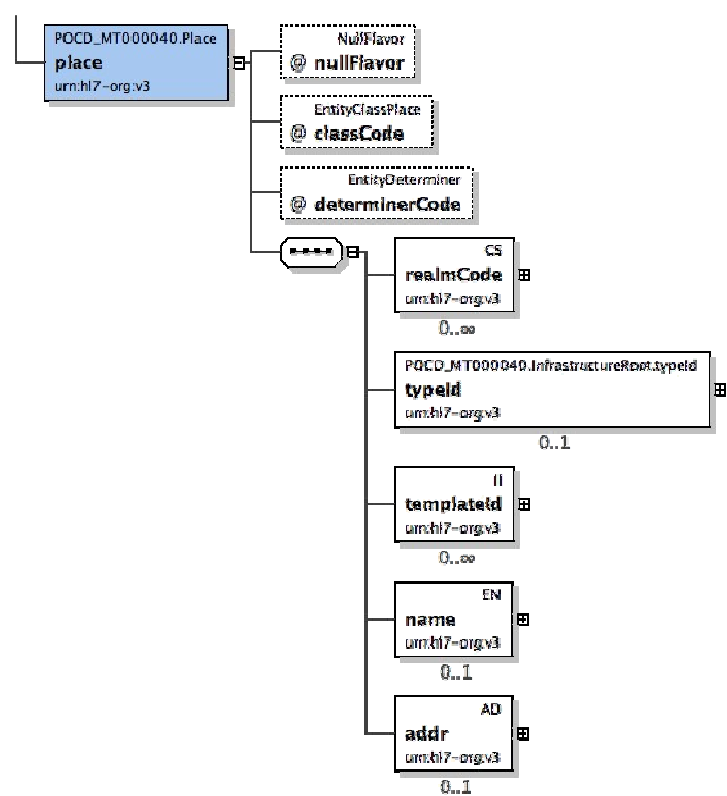 POCD_MT000040.Place
place
urn:hl7-org:v3
NullFlavor
@ nullFlavor
EntityClassPlace
@ classCode
EntityDeterminer
@ determinerCode
CS
realmCode
urn:hl7-org:v3
0..∞
POCD_MT000040.InfrastructureRoot.typeId
typeId
urn:hl7-org:v3
0..1
II
templateId
urn:hl7-org:v3
0..∞
EN
name
urn:hl7-org:v3
0..1
AD
addr
urn:hl7-org:v3
0..1